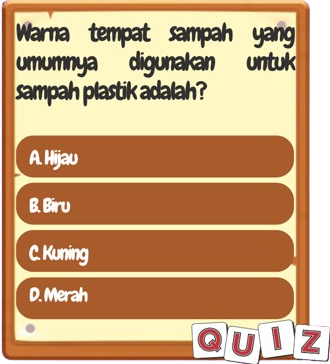 Warna tempat sampah yang
umumnya digunakan untuk
sampah plastik adalah?
A. Hijau
B. Biru
C. Kuning
D. Merah
QUIZ